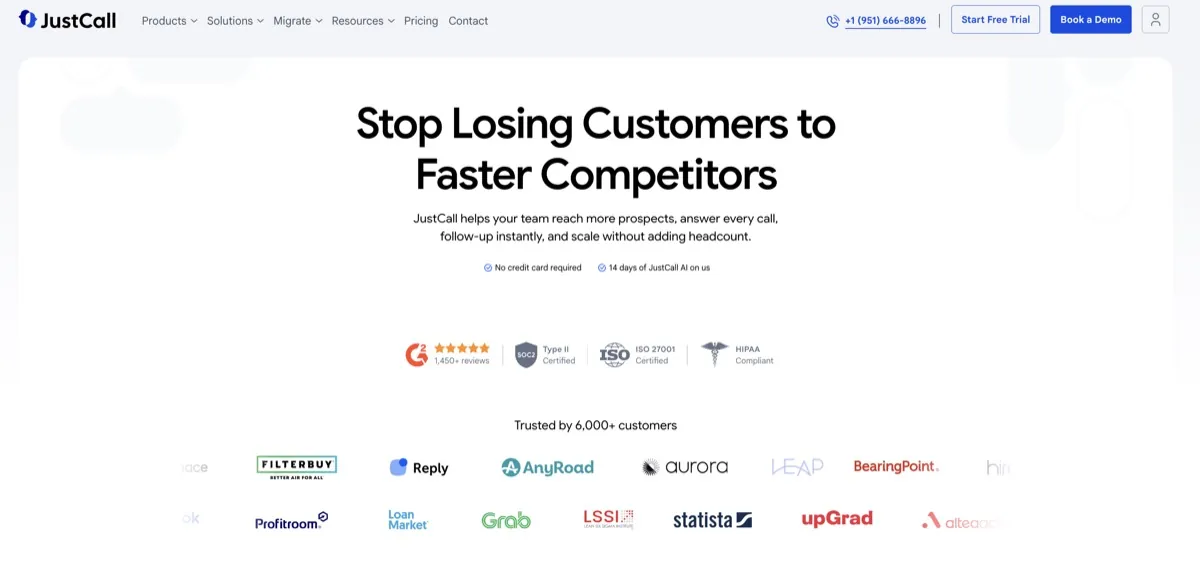 JustCall
Products Solutions Migrate Resources Pricing Contact
+1 (951) 666-8896
Start Free Trial
Book a Demo
Stop Losing Customers to
Faster Competitors
JustCall helps your team reach more prospects, answer every call,
follow-up instantly, and scale without adding headcount.
No credit card required
14 days of JustCall AI on us
G2
1,450+ reviews
SOC2
Type II
Certified
ISO
ISO 27001
Certified
HIPAA
Compliant
Trusted by 6,000+ customers
FILTERBUY
BETTER AIR FOR ALL
Reply
AnyRoad
aurora
LEAP
BearingPoint.
Profitroom
Loan
Market
Grab
LSSI
statista
upGrad